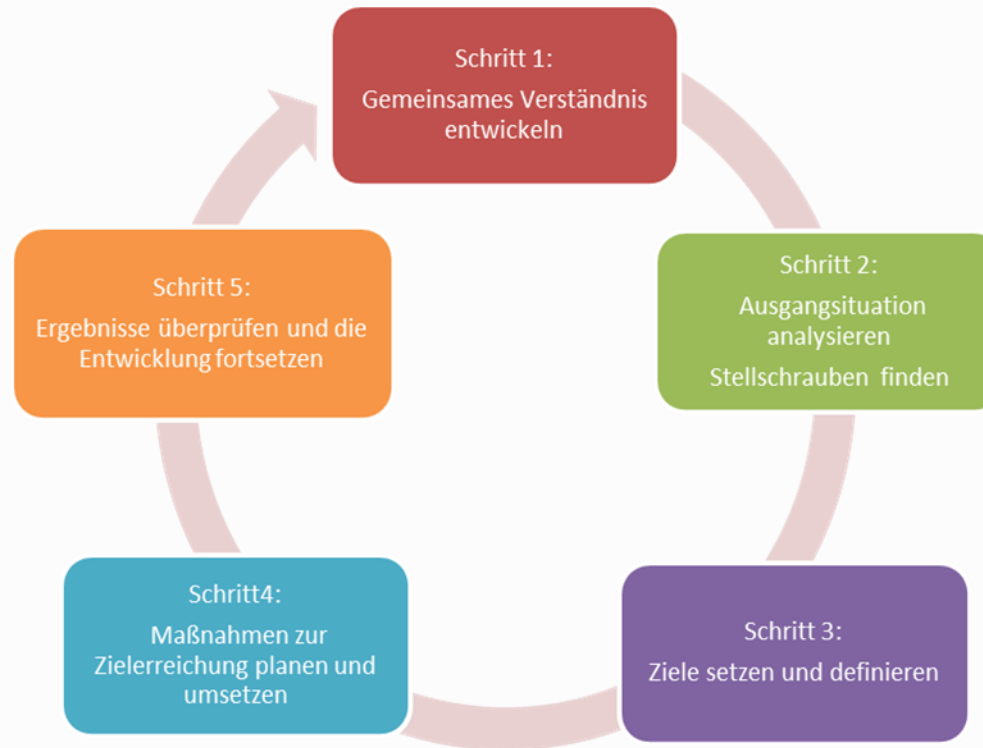 Schritt 1:
Gemeinsames Verständnis
entwickeln
Schritt 2:
Ausgangsituation
analysieren
Stellschrauben finden
Schritt 3:
Ziele setzen und definieren
Schritt4:
Maßnahmen zur
Zielerreichung planen und
umsetzen
Schritt 5:
Ergebnisse überprüfen und die
Entwicklung fortsetzen